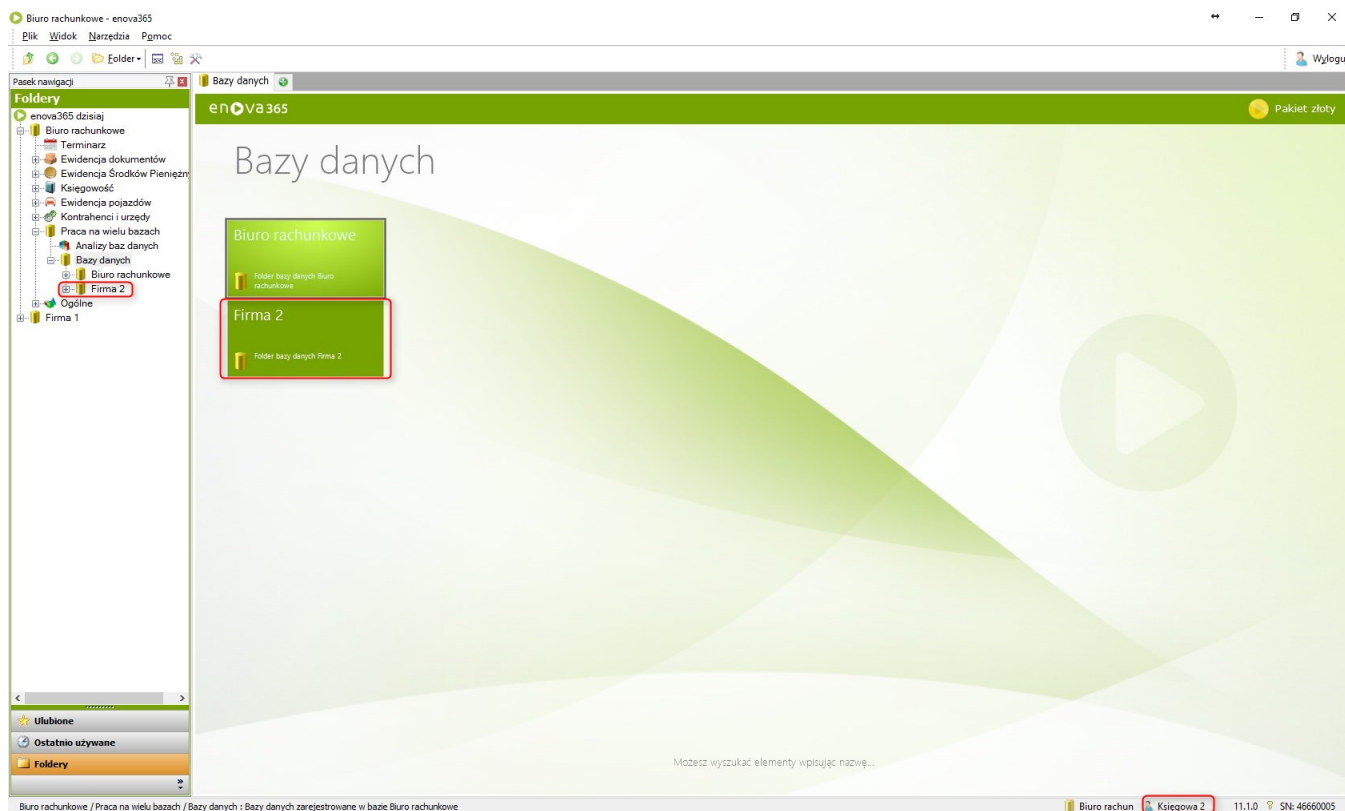 Biuro rachunkowe - enova365
Plik Widok Narzędzia Pomoc
Folder
Wylogu
Pasek nawigacji
Bazy danych
Foldery
enova365
Pakiet złoty
enova365 dzisiaj
Biuro rachunkowe
Terminarz
Ewidencja dokumentów
Ewidencja Środków Pieniężn
Księgowość
Ewidencja pojazdów
Kontrahenci i urzędy
Praca na wielu bazach
Analizy baz danych
Bazy danych
Biuro rachunkowe
Firma 2
Ogólne
Firma 1
Bazy danych
Biuro rachunkowe
Folder bazy danych Biuro
rachunkowe
Firma 2
Folder bazy danych Firma 2
Możesz wyszukać elementy wpisując nazwę...
Ulubione
Ostatnio używane
Foldery
Biuro rachunkowe / Praca na wielu bazach / Bazy danych : Bazy danych zarejestrowane w bazie Biuro rachunkowe
Biuro rachun Księgowa 2 11.1.0 SN: 46660005